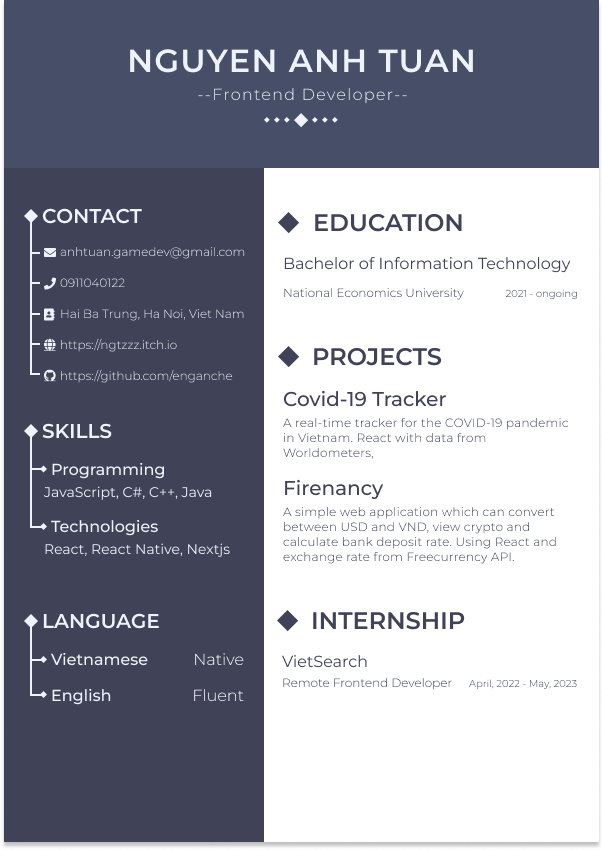 NGUYEN ANH TUAN
--Frontend Developer--
CONTACT
anhtuan.gamedev@gmail.com
0911040122
Hai Ba Trung, Ha Noi, Viet Nam
https://ngtzzz.itch.io
https://github.com/enganche
SKILLS
Programming
JavaScript, C#, C++, Java
Technologies
React, React Native, Nextjs
LANGUAGE
Vietnamese Native
English Fluent
EDUCATION
Bachelor of Information Technology
National Economics University 2021 - ongoing
PROJECTS
Covid-19 Tracker
A real-time tracker for the COVID-19 pandemic
in Vietnam. React with data from
Worldometers,
Firenancy
A simple web application which can convert
between USD and VND, view crypto and
calculate bank deposit rate. Using React and
exchange rate from Freecurrency API.
INTERNSHIP
VietSearch
Remote Frontend Developer April, 2022 - May, 2023